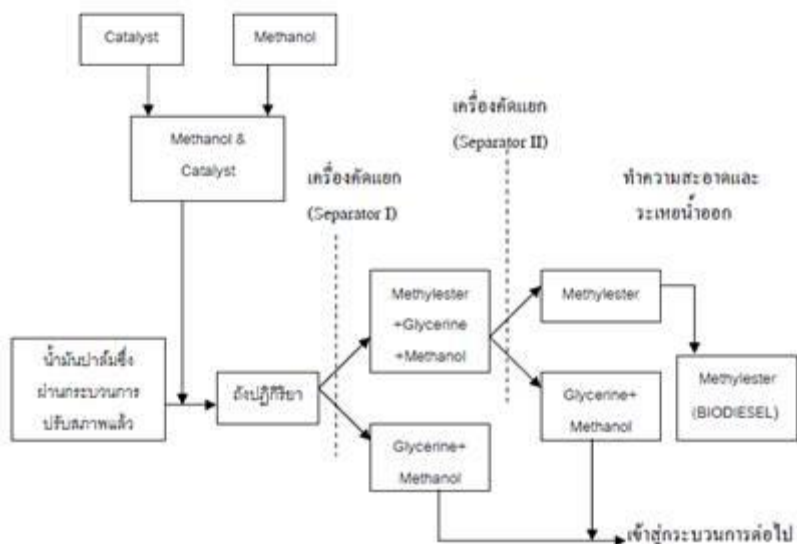 Catalyst
Methanol
Methanol &
Catalyst
เครื่องคัดแยก
(Separator I)
เครื่องคัดแยก
(Separator II)
ทำความสะอาดและ
ระเหยน้ำออก
น้ำมันปาล์มซึ่ง
ผ่านกระบวนการ
ปรับสภาพแล้ว
ถังปฏิกิริยา
Methylester
+Glycerine
+Methanol
Glycerine+
Methanol
Methylester
Glycerine+
Methanol
Methylester
(BIODIESEL)
เข้าสู่กระบวนการต่อไป